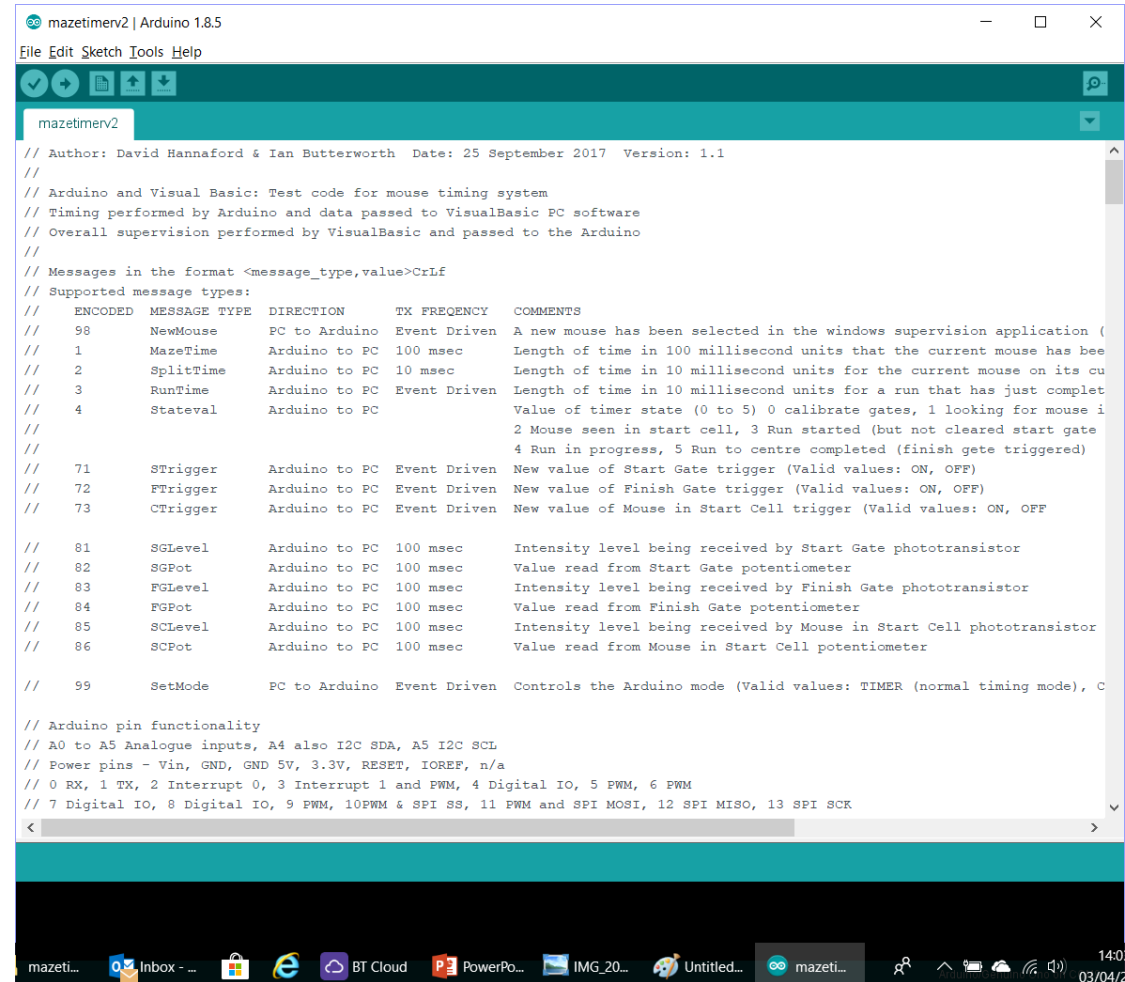 mazetimerv2 | Arduino 1.8.5
File Edit Sketch Tools Help
mazetimerv2
// Author: David Hannaford & Ian Butterworth  Date: 25 September 2017  Version: 1.1
//
// Arduino and Visual Basic: Test code for mouse timing system
// Timing performed by Arduino and data passed to VisualBasic PC software
// Overall supervision performed by VisualBasic and passed to the Arduino
//
// Messages in the format <message_type,value>CrLf
// Supported message types:
//    ENCODED  MESSAGE TYPE  DIRECTION      TX FREQENCY   COMMENTS
//    98       NewMouse      PC to Arduino  Event Driven  A new mouse has been selected in the windows supervision application (
//    1        MazeTime      Arduino to PC  100 msec      Length of time in 100 millisecond units that the current mouse has bee
//    2        SplitTime     Arduino to PC  10 msec       Length of time in 10 millisecond units for the current mouse on its cu
//    3        RunTime       Arduino to PC  Event Driven  Length of time in 10 millisecond units for a run that has just complet
//    4        Stateval      Arduino to PC                Value of timer state (0 to 5) 0 calibrate gates, 1 looking for mouse i
//                                                        2 Mouse seen in start cell, 3 Run started (but not cleared start gate
//                                                        4 Run in progress, 5 Run to centre completed (finish gete triggered)
//    71       STrigger      Arduino to PC  Event Driven  New value of Start Gate trigger (Valid values: ON, OFF)
//    72       FTrigger      Arduino to PC  Event Driven  New value of Finish Gate trigger (Valid values: ON, OFF)
//    73       CTrigger      Arduino to PC  Event Driven  New value of Mouse in Start Cell trigger (Valid values: ON, OFF
//    81       SGLevel       Arduino to PC  100 msec      Intensity level being received by Start Gate phototransistor
//    82       SGPot         Arduino to PC  100 msec      Value read from Start Gate potentiometer
//    83       FGLevel       Arduino to PC  100 msec      Intensity level being received by Finish Gate phototransistor
//    84       FGPot         Arduino to PC  100 msec      Value read from Finish Gate potentiometer
//    85       SCLevel       Arduino to PC  100 msec      Intensity level being received by Mouse in Start Cell phototransistor
//    86       SCPot         Arduino to PC  100 msec      Value read from Mouse in Start Cell potentiometer
//    99       SetMode       PC to Arduino  Event Driven  Controls the Arduino mode (Valid values: TIMER (normal timing mode), C
// Arduino pin functionality
// A0 to A5 Analogue inputs, A4 also I2C SDA, A5 I2C SCL
// Power pins - Vin, GND, GND 5V, 3.3V, RESET, IOREF, n/a
// 0 RX, 1 TX, 2 Interrupt 0, 3 Interrupt 1 and PWM, 4 Digital IO, 5 PWM, 6 PWM
// 7 Digital IO, 8 Digital IO, 9 PWM, 10PWM & SPI SS, 11 PWM and SPI MOSI, 12 SPI MISO, 13 SPI SCK
mazeti... Inbox - ... BT Cloud PowerPo... IMG_20... Untitled... mazeti... 14:0
03/04/2